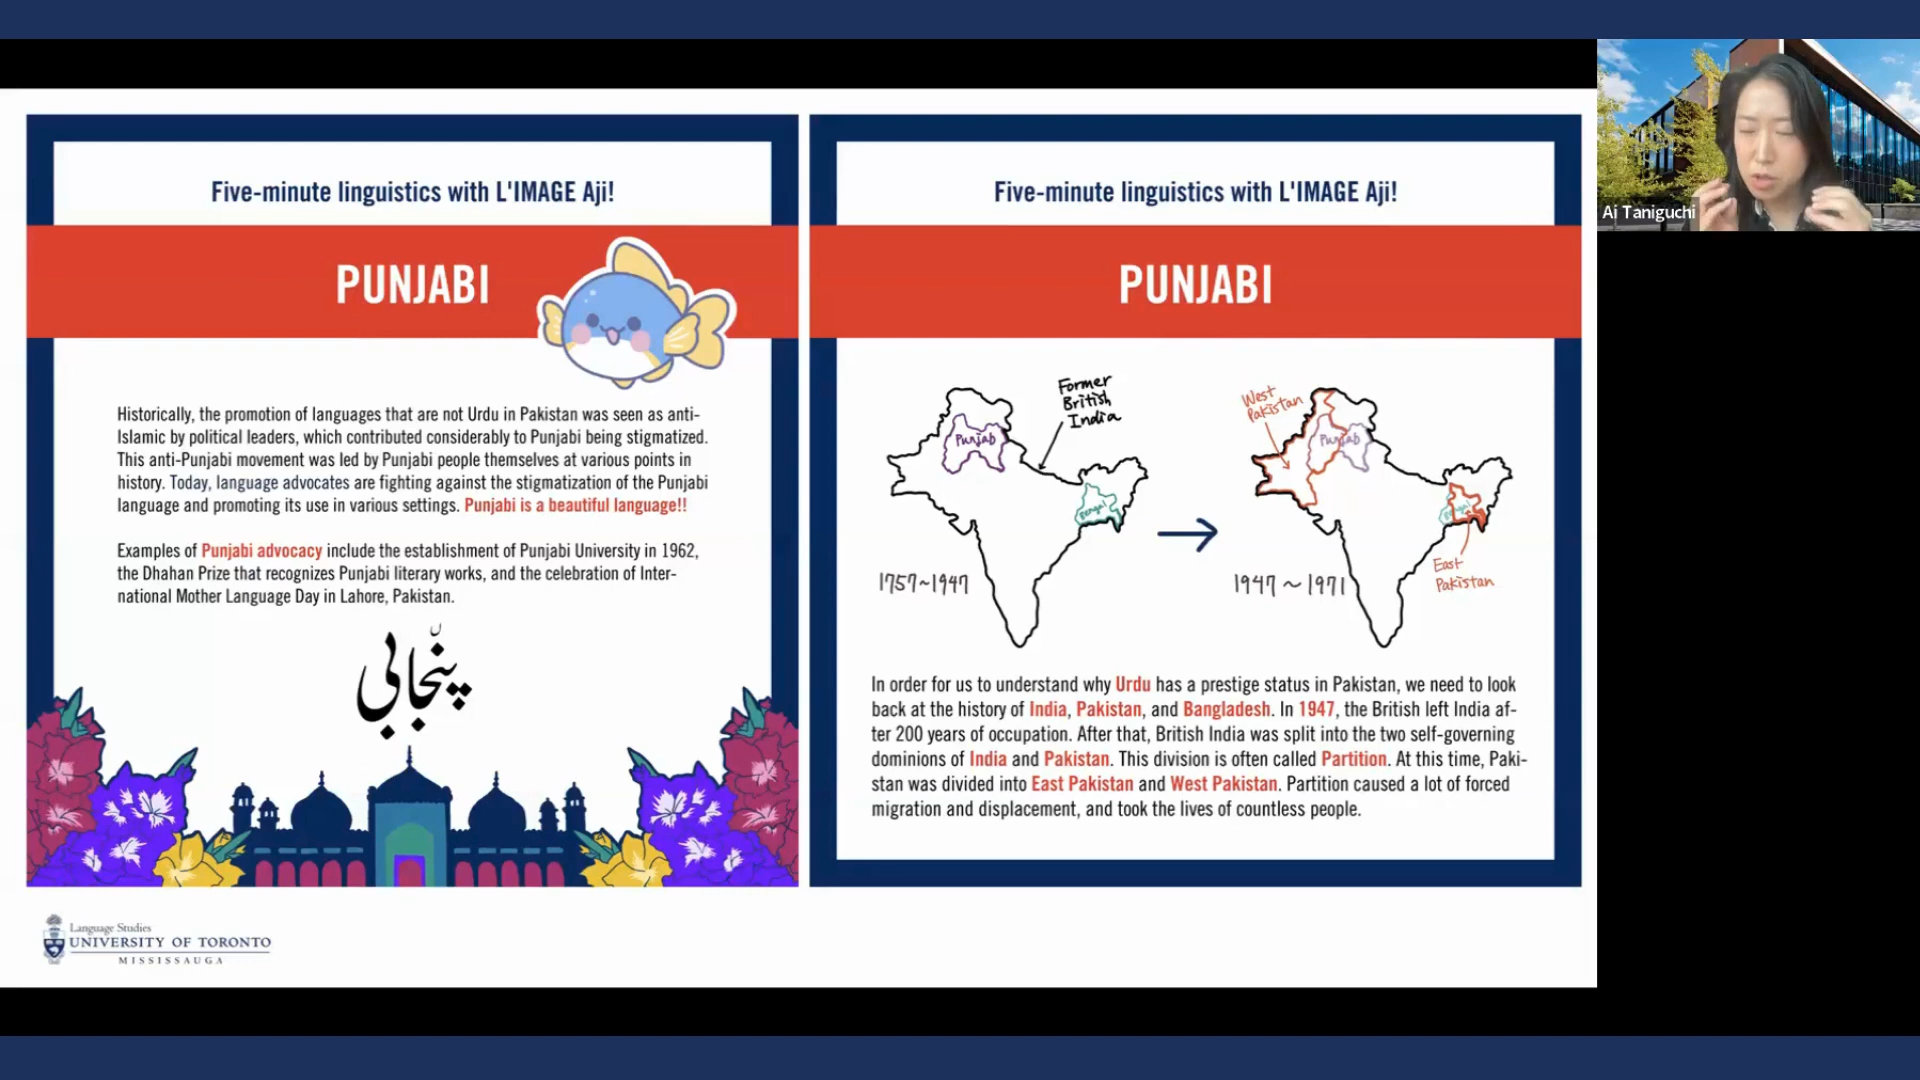 Five-minute linguistics with L'IMAGE Aji!
PUNJABI
Historically, the promotion of languages that are not Urdu in Pakistan was seen as anti-
Islamic by political leaders, which contributed considerably to Punjabi being stigmatized.
This anti-Punjabi movement was led by Punjabi people themselves at various points in
history. Today, language advocates are fighting against the stigmatization of the Punjabi
language and promoting its use in various settings. Punjabi is a beautiful language!!
Examples of Punjabi advocacy include the establishment of Punjabi University in 1962,
the Dhahan Prize that recognizes Punjabi literary works, and the celebration of Inter-
national Mother Language Day in Lahore, Pakistan.
پنجابی
Language Studies
UNIVERSITY OF TORONTO
MISSISSAUGA
Five-minute linguistics with L'IMAGE Aji!
PUNJABI
Former
British
India
Punjab
Bengal
1757~1947
West
Pakistan
Punjab
Bengal
East
Pakistan
1947~1971
In order for us to understand why Urdu has a prestige status in Pakistan, we need to look
back at the history of India, Pakistan, and Bangladesh. In 1947, the British left India af-
ter 200 years of occupation. After that, British India was split into the two self-governing
dominions of India and Pakistan. This division is often called Partition. At this time, Paki-
stan was divided into East Pakistan and West Pakistan. Partition caused a lot of forced
migration and displacement, and took the lives of countless people.
Ai Taniguchi